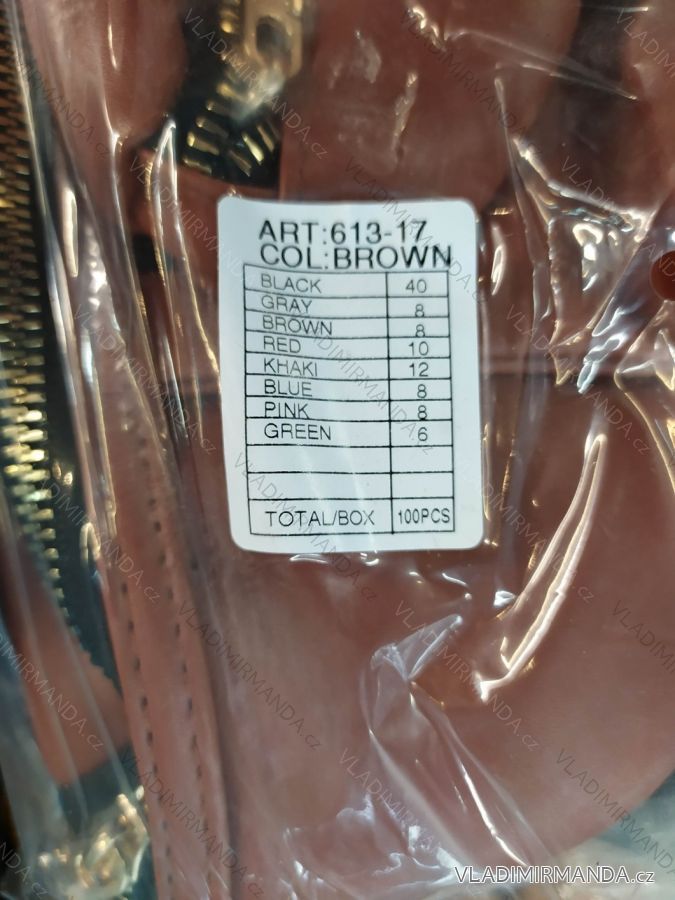 ART:613-17
COL:BROWN
BLACK 40
GRAY 8
BROWN 8
RED 10
KHAKI 12
BLUE 8
PINK 8
GREEN 6
TOTAL/BOX 100PCS
VLADIMIRMANDA.cz